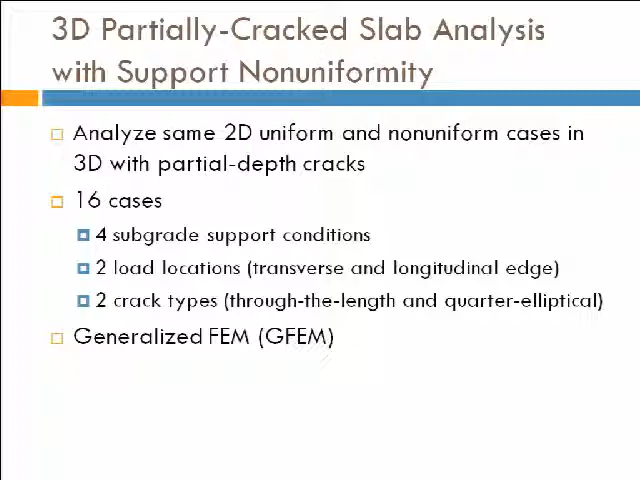 3D Partially-Cracked Slab Analysis
with Support Nonuniformity
Analyze same 2D uniform and nonuniform cases in
3D with partial-depth cracks
16 cases
4 subgrade support conditions
2 load locations (transverse and longitudinal edge)
2 crack types (through-the-length and quarter-elliptical)
Generalized FEM (GFEM)